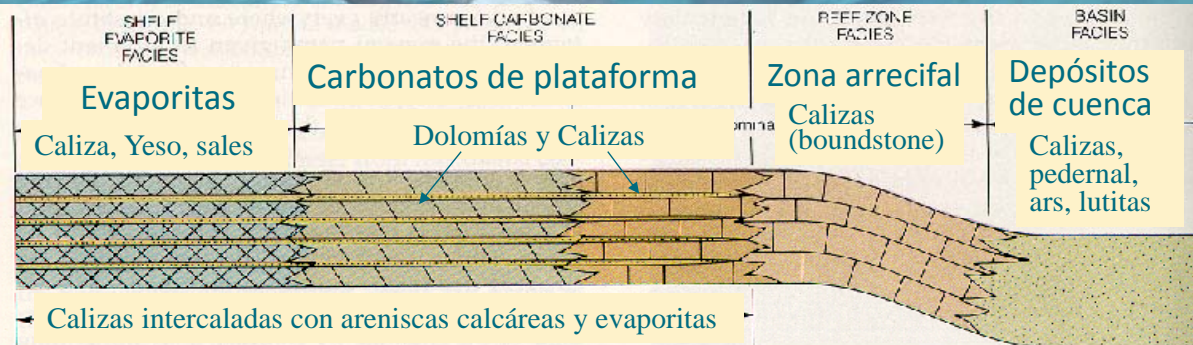 SHELF
EVAPORITE
FACIES
SHELF CARBONATE
FACIES
REEF ZONE
FACIES
BASIN
FACIES
Evaporitas
Caliza, Yeso, sales
Carbonatos de plataforma
Dolomías y Calizas
Zona arrecifal
Calizas
(boundstone)
Depósitos
de cuenca
Calizas,
pedernal,
ars, lutitas
Calizas intercaladas con areniscas calcáreas y evaporitas